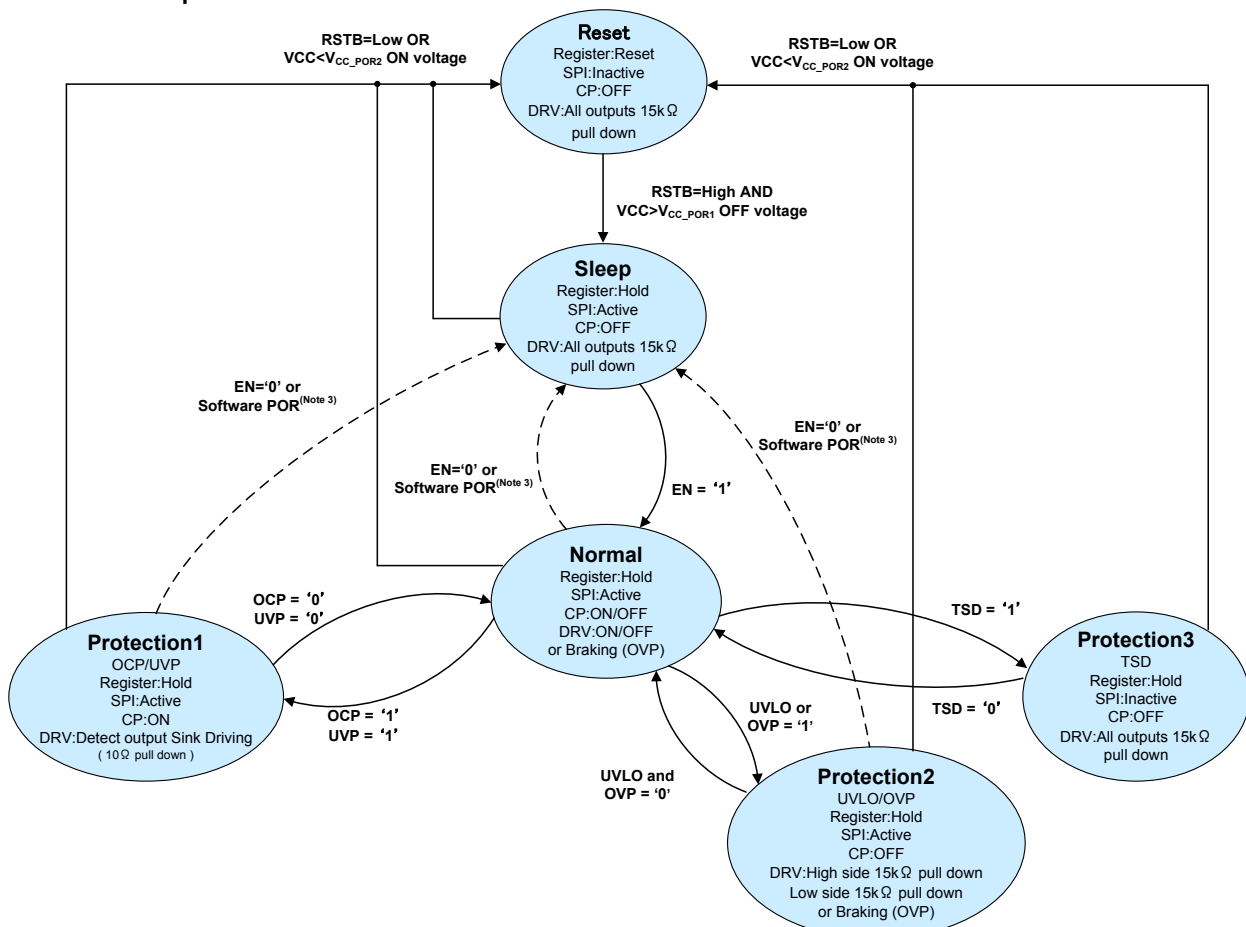 Reset
Register:Reset
SPI:Inactive
CP:OFF
DRV:All outputs 15kΩ
pull down
RSTB=Low OR
VCC<VCC_POR2 ON voltage
RSTB=Low OR
VCC<VCC_POR2 ON voltage
RSTB=High AND
VCC>VCC_POR1 OFF voltage
Sleep
Register:Hold
SPI:Active
CP:OFF
DRV:All outputs 15kΩ
pull down
EN='0' or
Software POR(Note 3)
EN='0' or
Software POR(Note 3)
EN='0' or
Software POR(Note 3)
EN = '1'
Normal
Register:Hold
SPI:Active
CP:ON/OFF
DRV:ON/OFF
or Braking (OVP)
OCP = '0'
UVP = '0'
TSD = '1'
Protection1
OCP/UVP
Register:Hold
SPI:Active
CP:ON
DRV:Detect output Sink Driving
( 10Ω pull down )
OCP = '1'
UVP = '1'
UVLO or
OVP = '1'
TSD = '0'
Protection3
TSD
Register:Hold
SPI:Inactive
CP:OFF
DRV:All outputs 15kΩ
pull down
UVLO and
OVP = '0'
Protection2
UVLO/OVP
Register:Hold
SPI:Active
CP:OFF
DRV:High side 15kΩ pull down
Low side 15kΩ pull down
or Braking (OVP)